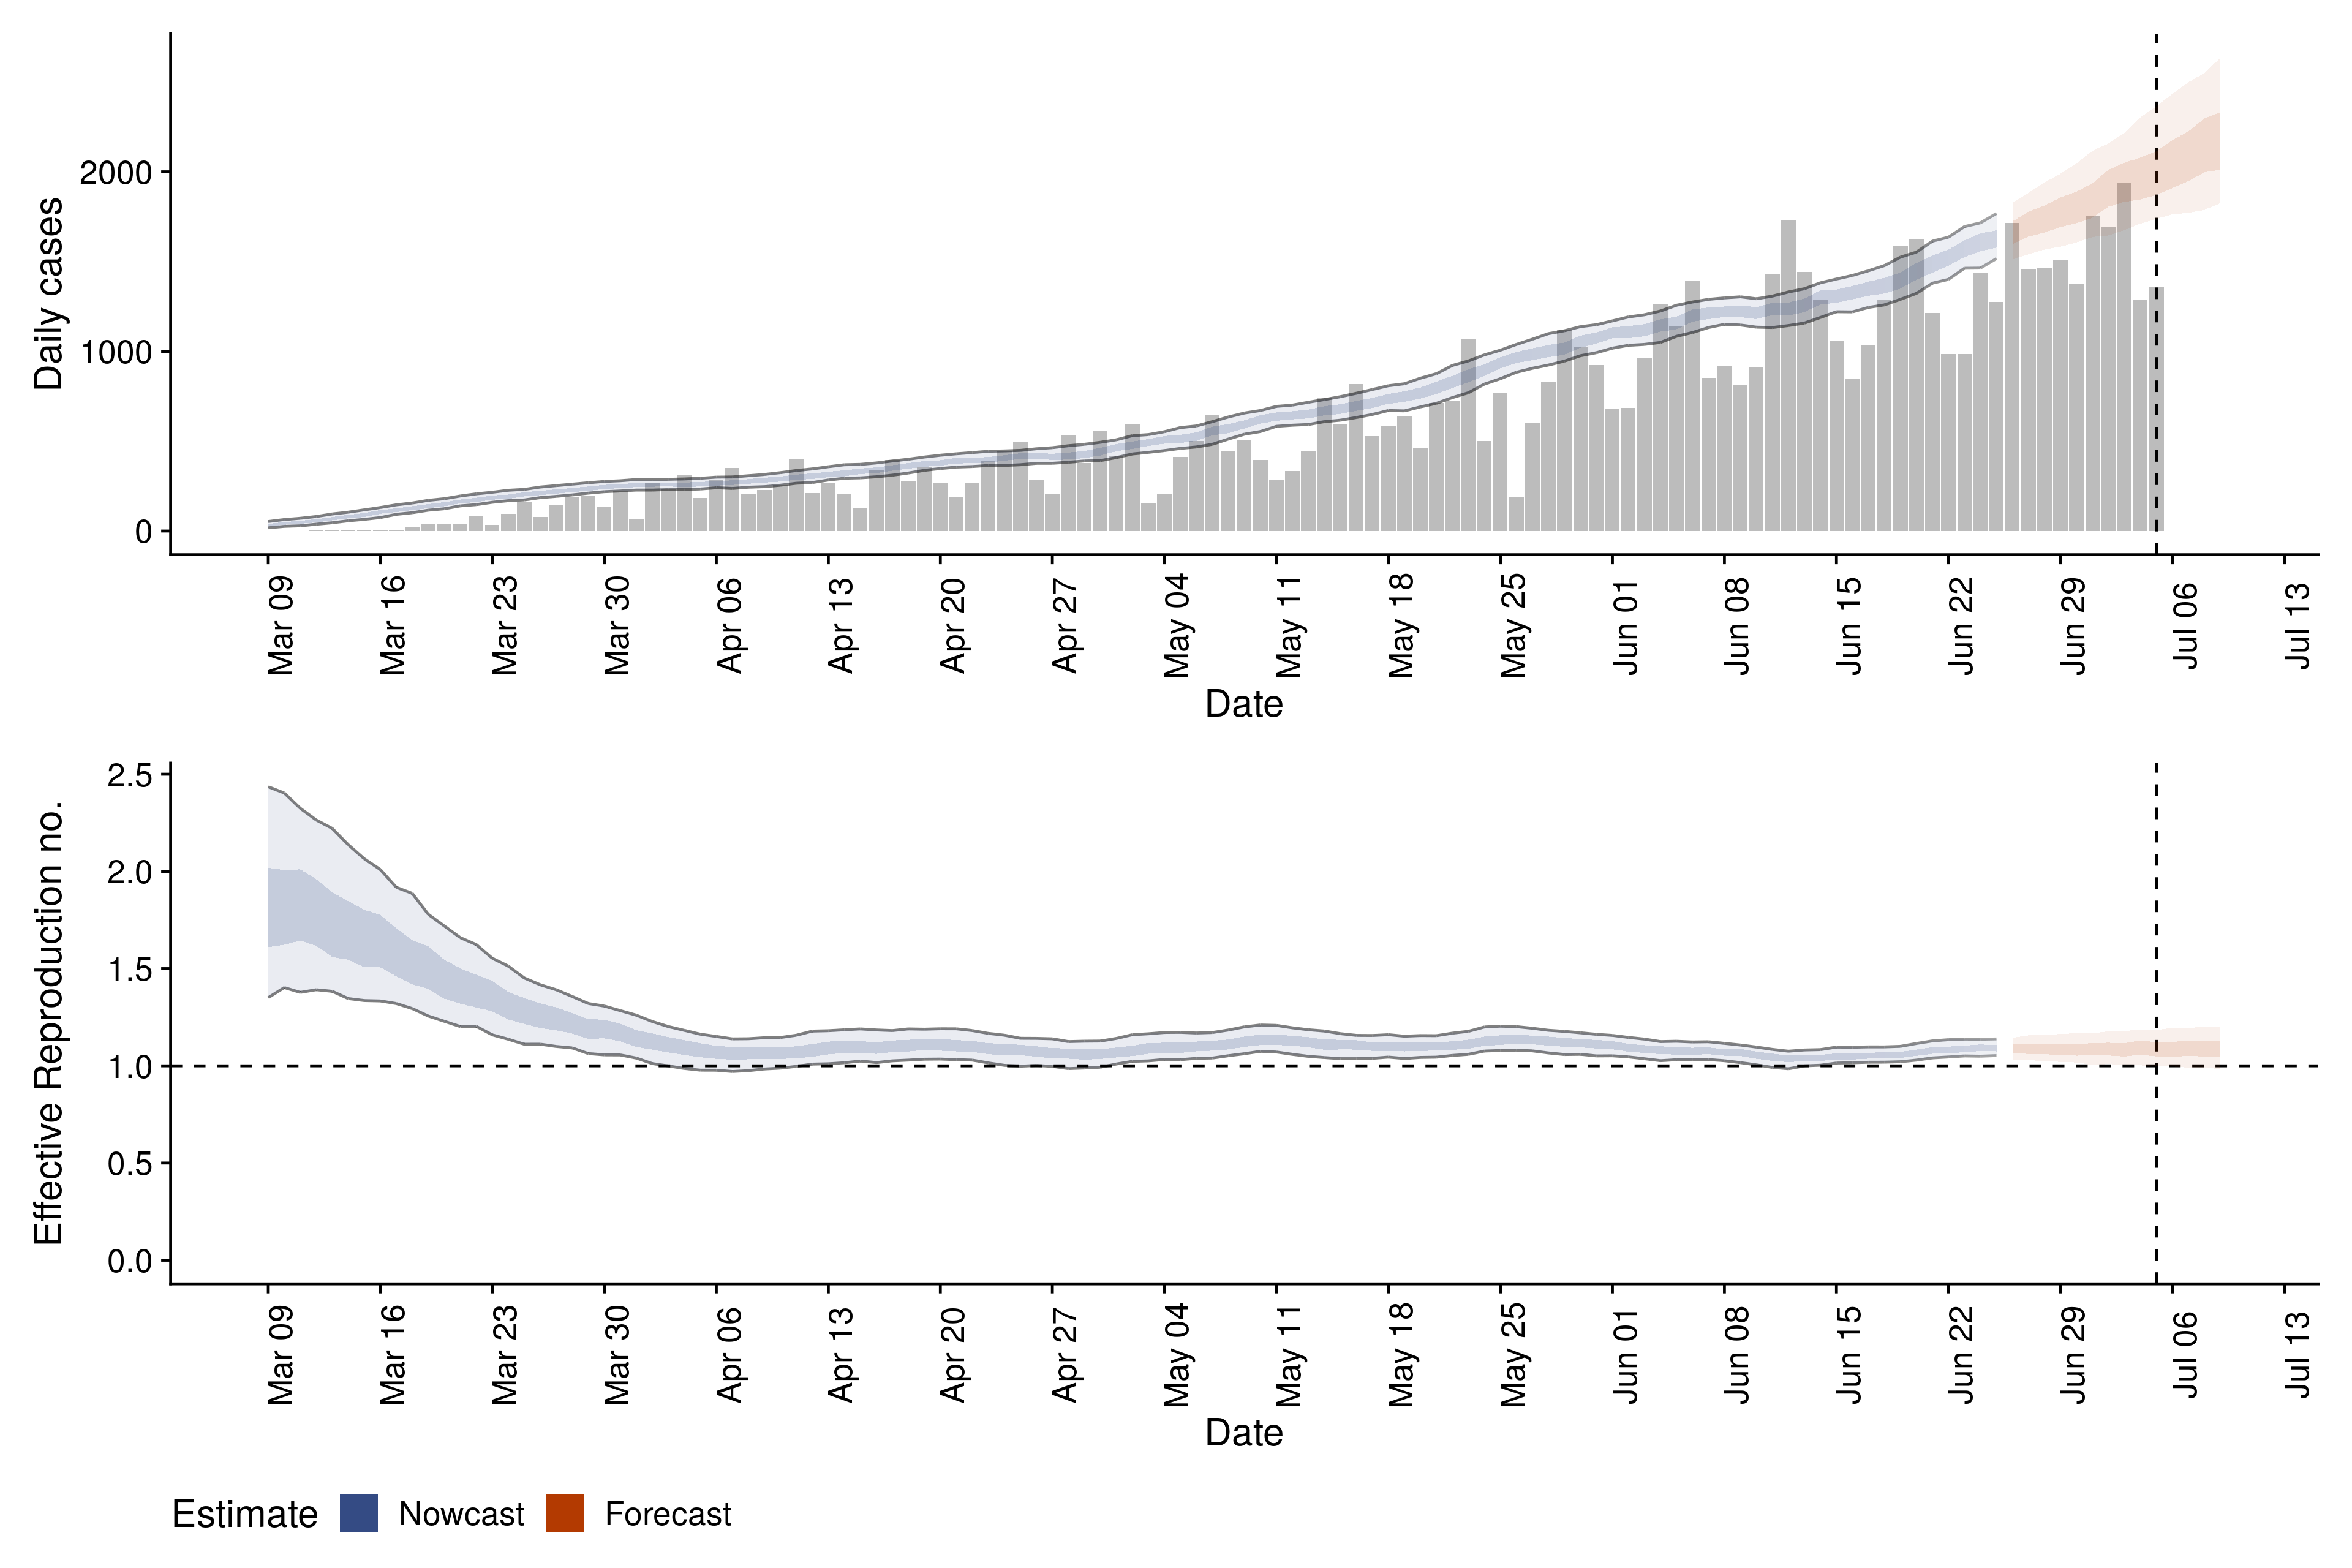 Daily cases
2000
1000
0
Mar 09
Mar 16
Mar 23
Mar 30
Apr 06
Apr 13
Apr 20
Apr 27
May 04
May 11
May 18
May 25
Jun 01
Jun 08
Jun 15
Jun 22
Jun 29
Jul 06
Jul 13
Date
Effective Reproduction no.
2.5
2.0
1.5
1.0
0.5
0.0
Mar 09
Mar 16
Mar 23
Mar 30
Apr 06
Apr 13
Apr 20
Apr 27
May 04
May 11
May 18
May 25
Jun 01
Jun 08
Jun 15
Jun 22
Jun 29
Jul 06
Jul 13
Date
Estimate Nowcast Forecast